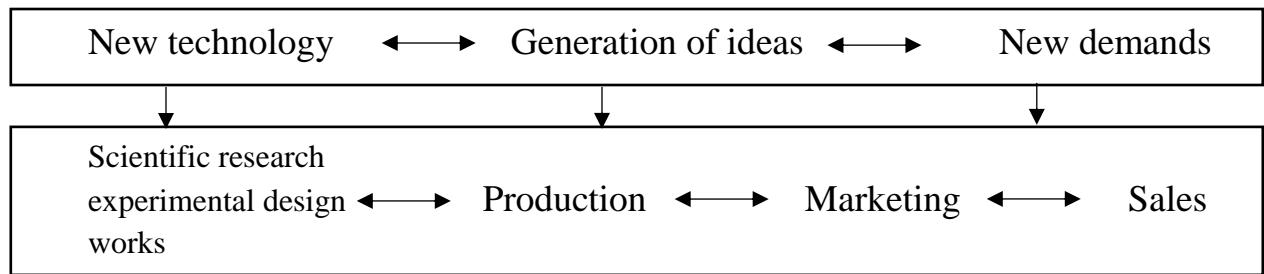 New technology Generation of ideas New demands
Scientific research
experimental design Production Marketing Sales
works